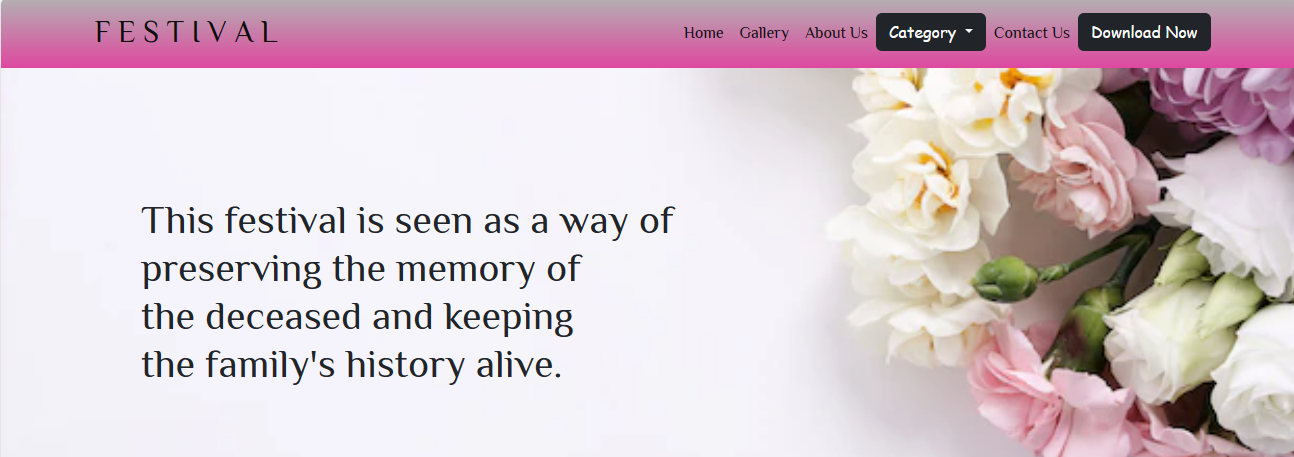 FESTIVAL
Home Gallery About Us Category Contact Us Download Now
This festival is seen as a way of
preserving the memory of
the deceased and keeping
the family's history alive.